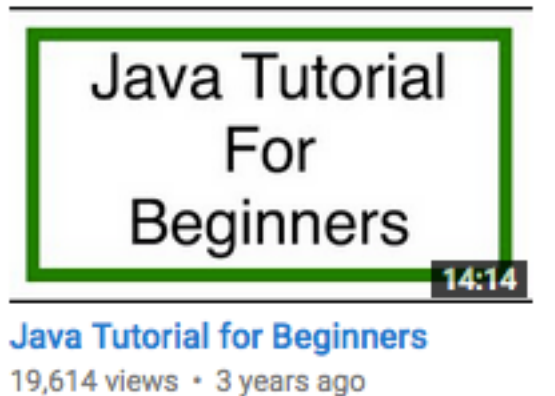 Java Tutorial
For
Beginners
14:14
Java Tutorial for Beginners
19,614 views • 3 years ago